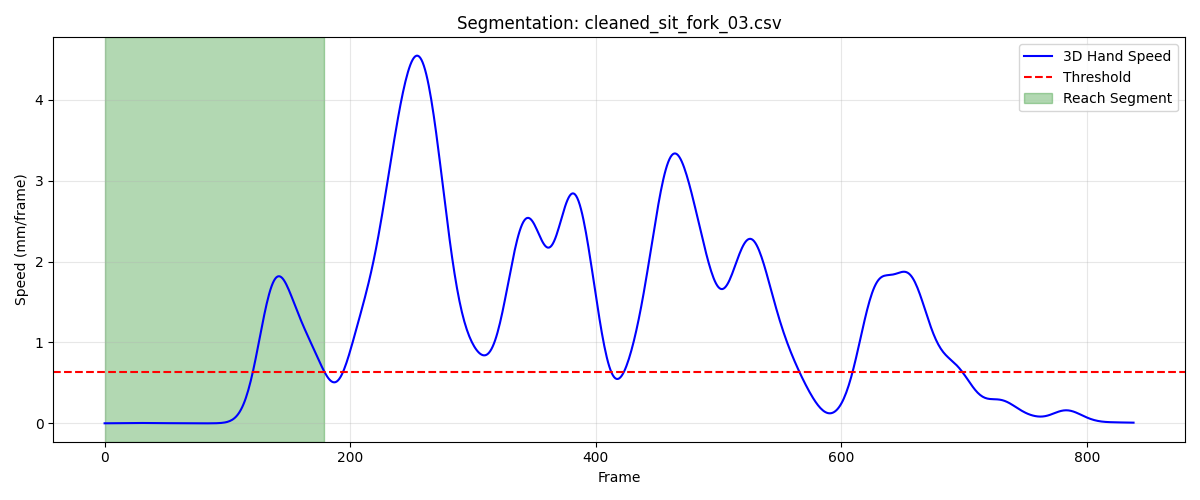 Segmentation: cleaned_sit_fork_03.csv
3D Hand Speed
Threshold
Reach Segment
Speed (mm/frame)
4
3
2
1
0
0 200 400 600 800
Frame